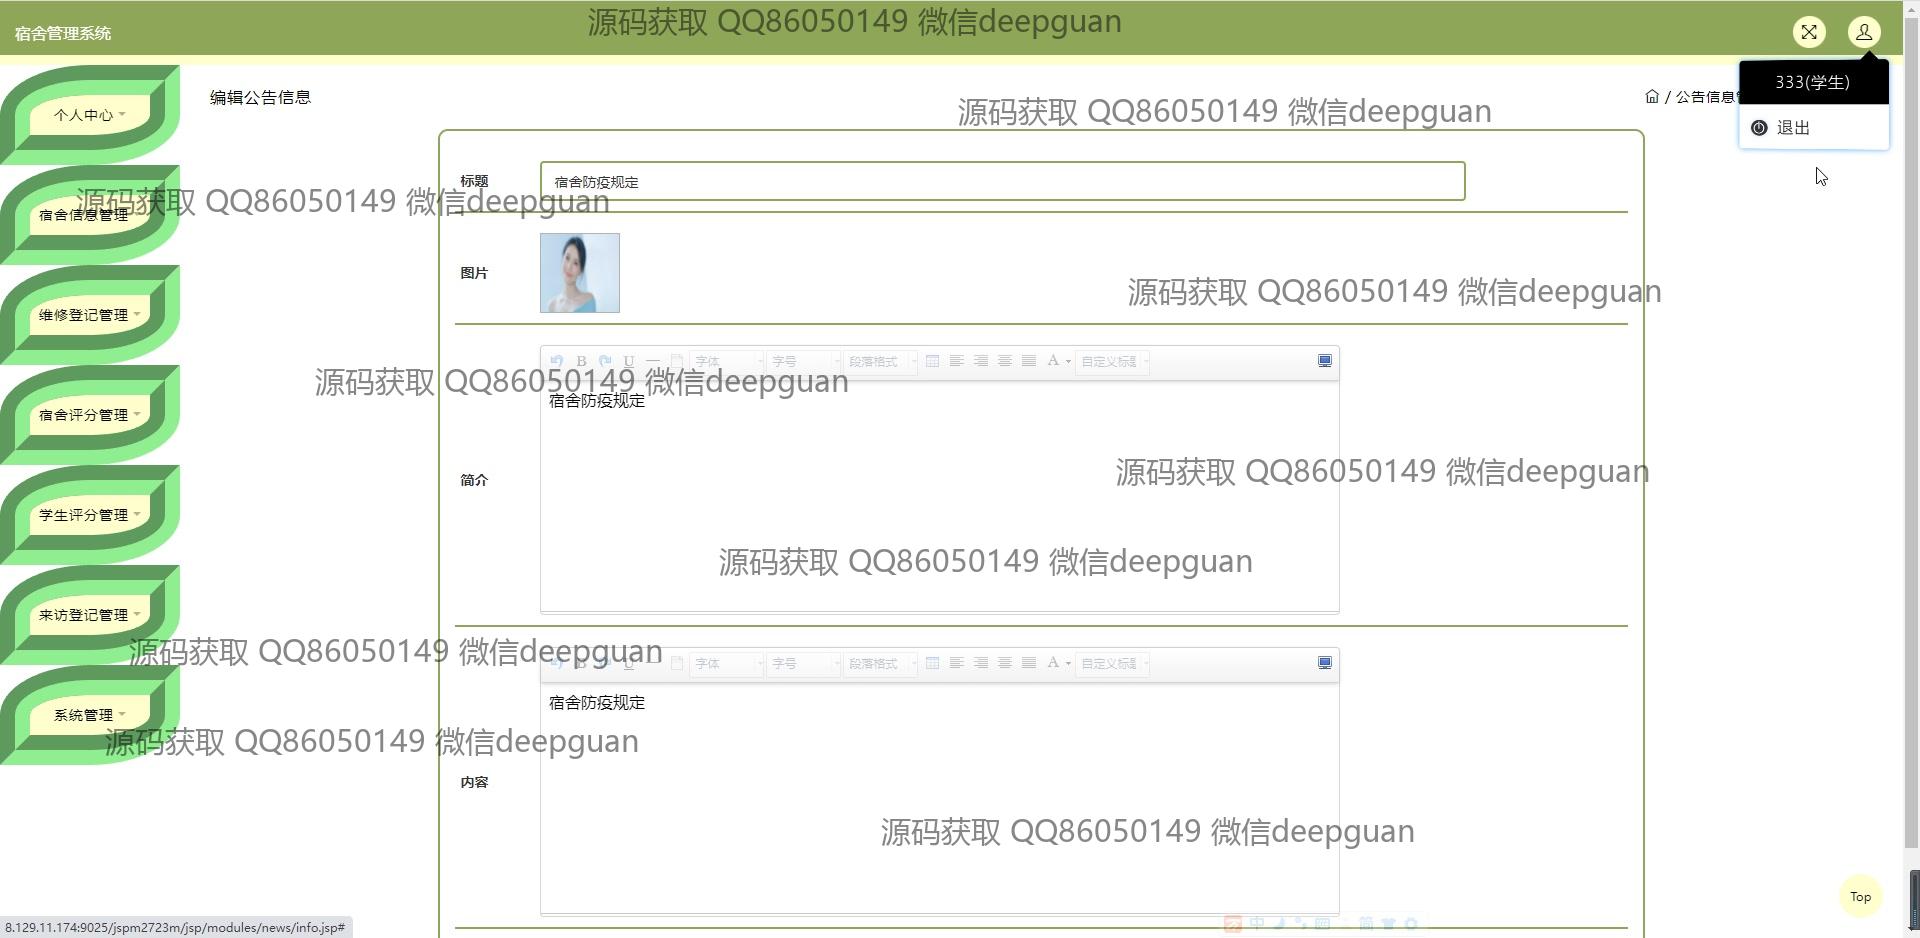 源码获取 QQ86050149 微信deepguan
宿舍管理系统
333(学生)
退出
编辑公告信息
/ 公告信息
源码获取 QQ86050149 微信deepguan
个人中心
宿舍信息管理
维修登记管理
宿舍评分管理
学生评分管理
来访登记管理
系统管理
标题
宿舍防疫规定
源码获取 QQ86050149 微信deepguan
图片
源码获取 QQ86050149 微信deepguan
B U 字体 字号 段落格式 A 自定义标题
源码获取 QQ86050149 微信deepguan
宿舍防疫规定
简介
源码获取 QQ86050149 微信deepguan
源码获取 QQ86050149 微信deepguan
源码获取 QQ86050149 微信deepguan
B U 字体 字号 段落格式 A 自定义标题
宿舍防疫规定
源码获取 QQ86050149 微信deepguan
内容
源码获取 QQ86050149 微信deepguan
Top
中 简
8.129.11.174:9025/jspm2723m/jsp/modules/news/info.jsp#